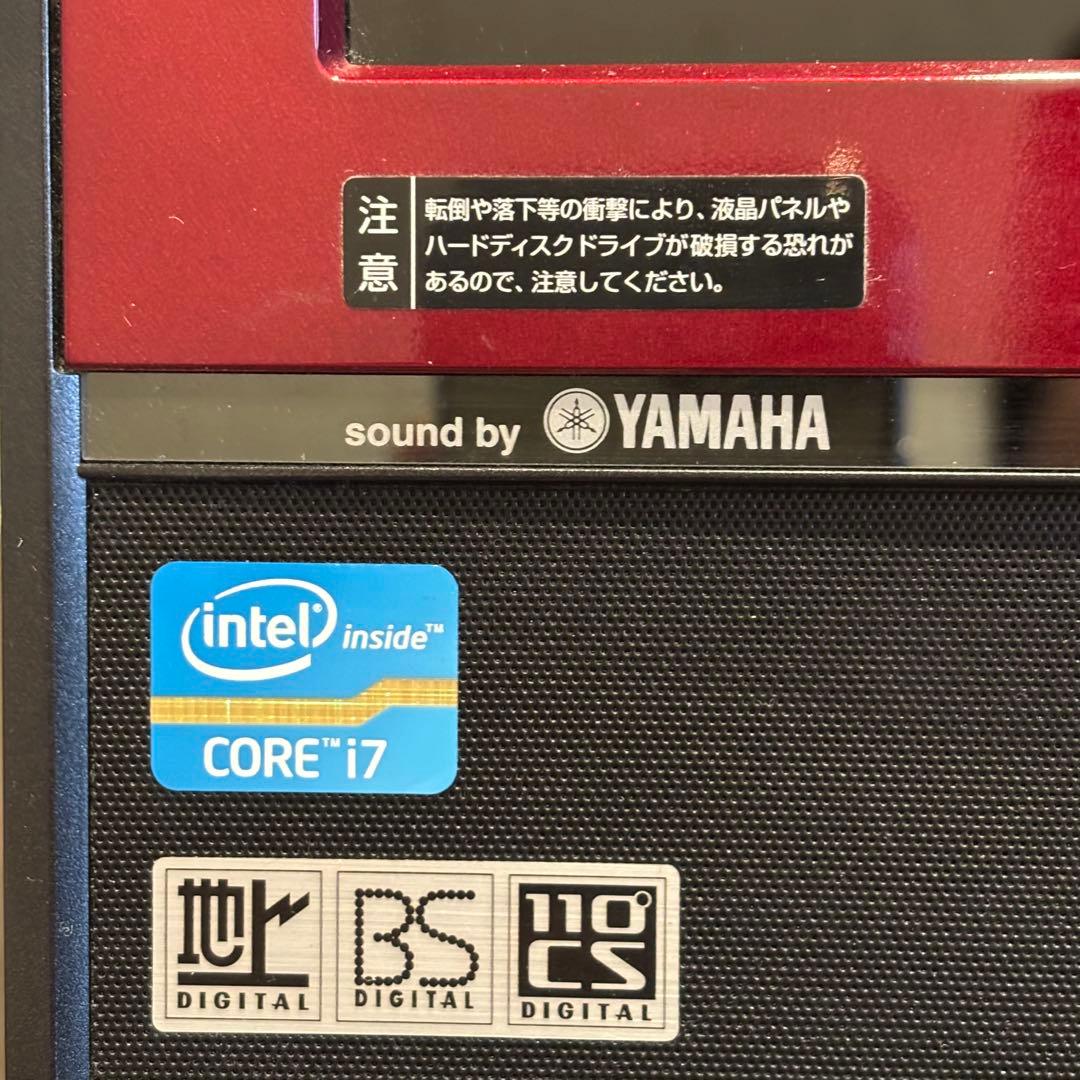 注意
転倒や落下等の衝撃により、液晶パネルや
ハードディスクドライブが破損する恐れが
あるので、注意してください。
sound by YAMAHA
intel® inside™
CORE™ i7
地上 DIGITAL
BS DIGITAL
110° CS DIGITAL